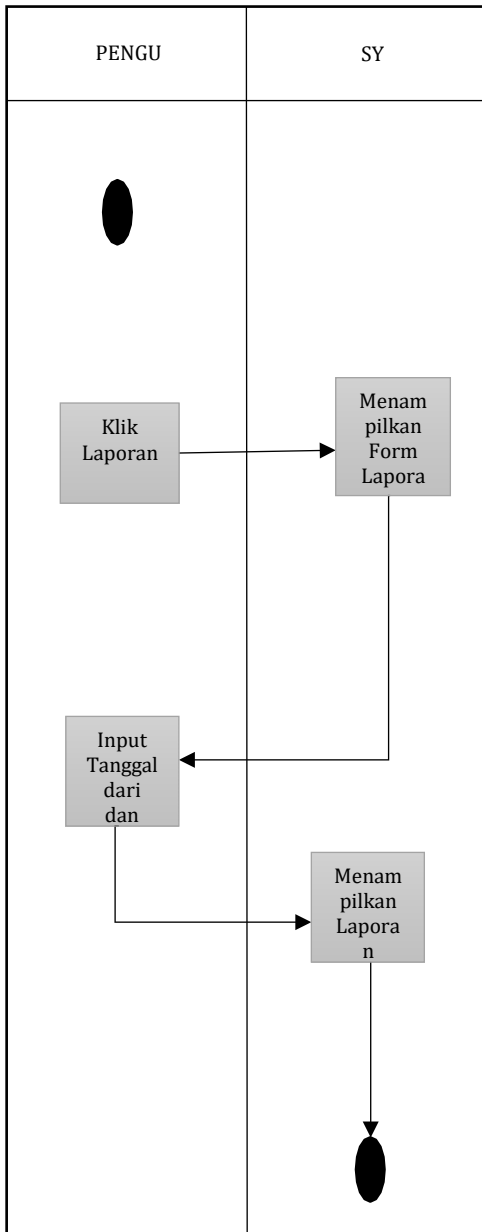 PENGU
SY
Klik
Laporan
Menam
pilkan
Form
Lapora
Input
Tanggal
dari
dan
Menam
pilkan
Lapora
n